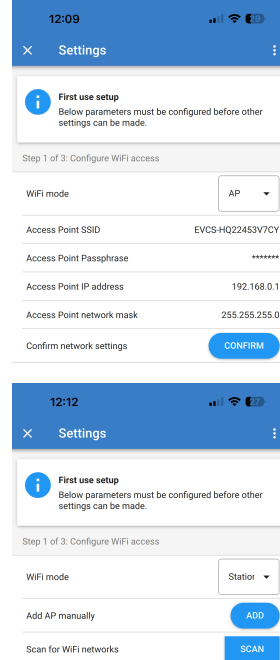 12:09
29
Settings
First use setup
Below parameters must be configured before other
settings can be made.
Step 1 of 3: Configure WiFi access
WiFi mode AP
Access Point SSID EVCS-HQ22453V7CY
Access Point Passphrase *******
Access Point IP address 192.168.0.1
Access Point network mask 255.255.255.0
Confirm network settings CONFIRM
12:12
27
Settings
First use setup
Below parameters must be configured before other
settings can be made.
Step 1 of 3: Configure WiFi access
WiFi mode Station
Add AP manually ADD
Scan for WiFi networks SCAN